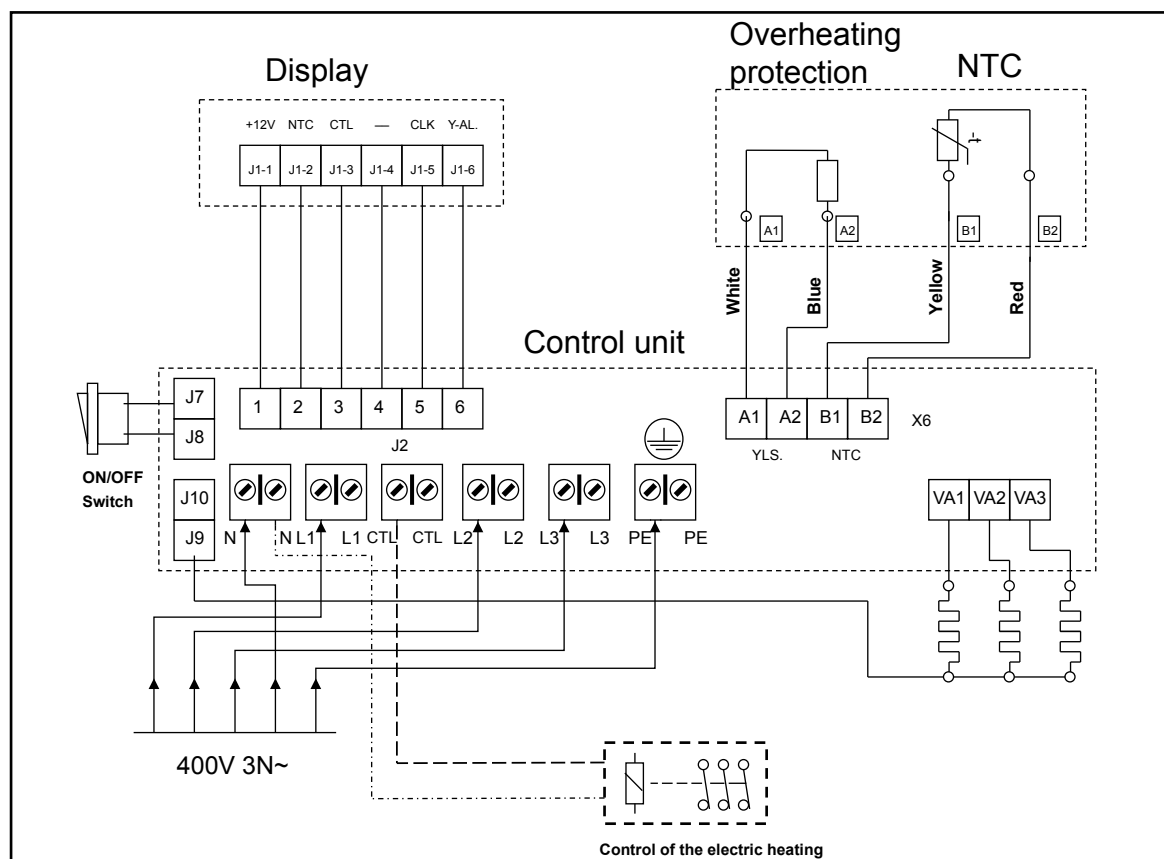 Overheating
protection
NTC
Display
+12V NTC CTL — CLK Y-AL.
J1-1 J1-2 J1-3 J1-4 J1-5 J1-6
-t
A1 A2 B1 B2
White Blue Yellow Red
Control unit
J7
J8
ON/OFF
Switch
1 2 3 4 5 6
J2
A1 A2 B1 B2 X6
YLS. NTC
J10
J9
N N L1 L1 CTL CTL L2 L2 L3 L3 PE PE
VA1 VA2 VA3
400V 3N~
Control of the electric heating